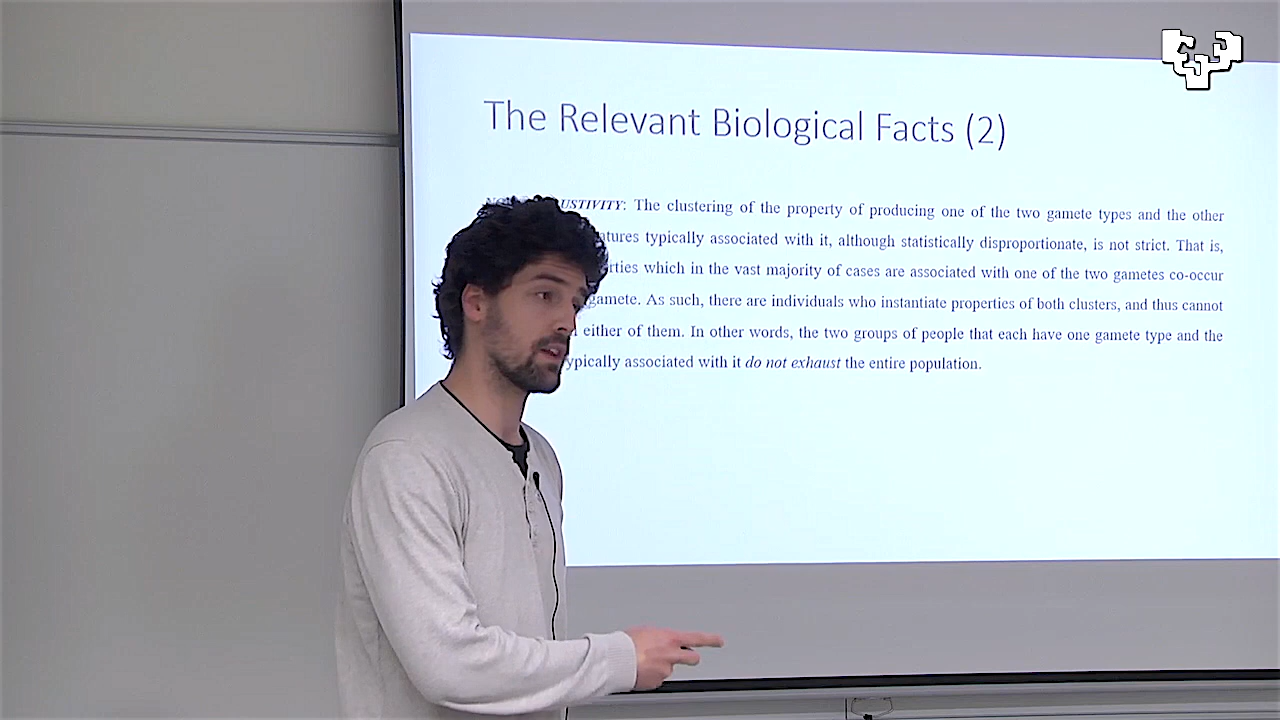 The Relevant Biological Facts (2)
USTIVITY: The clustering of the property of producing one of the two gamete types and the other
tures typically associated with it, although statistically disproportionate, is not strict. That is,
rties which in the vast majority of cases are associated with one of the two gametes co-occur
gamete. As such, there are individuals who instantiate properties of both clusters, and thus cannot
either of them. In other words, the two groups of people that each have one gamete type and the
ypically associated with it do not exhaust the entire population.